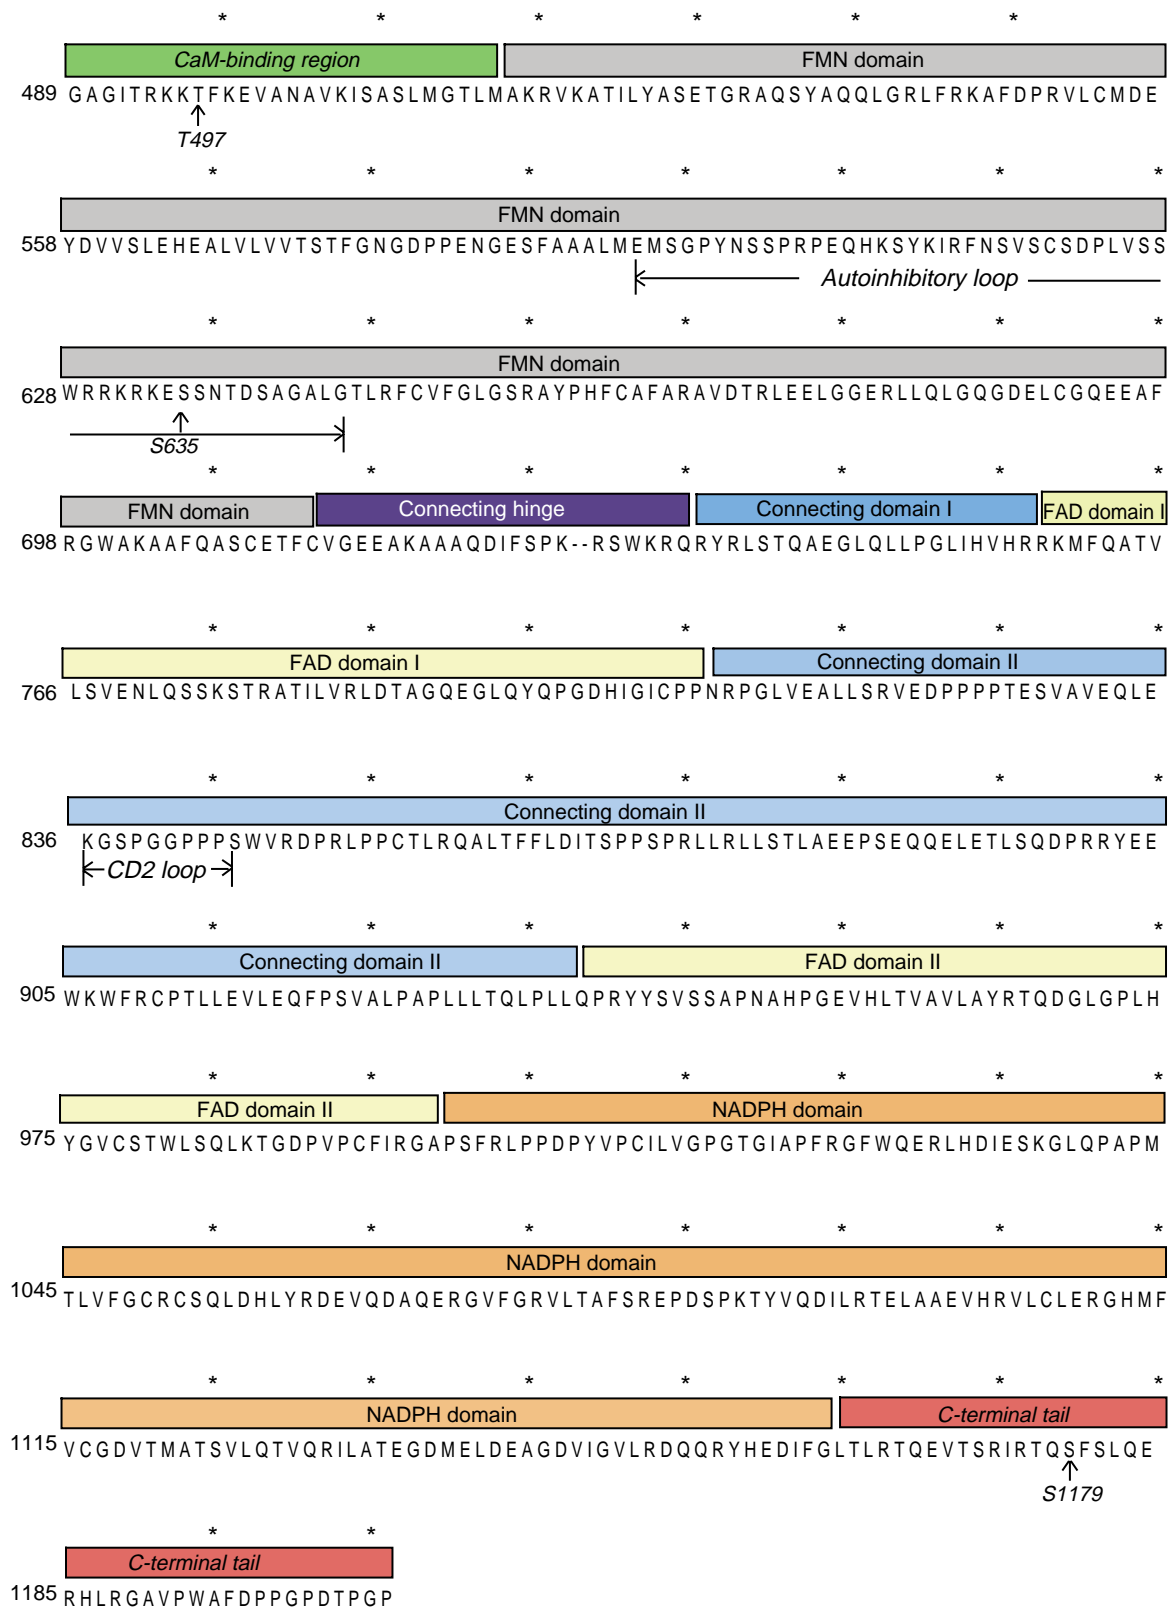 * * * * * *
CaM-binding region FMN domain
489 GAGITRKKTFKEVANAVKISASLMGTLMAKRVKATILYASETGRAQSYAQQLGRLFRKAFDPRVLCMDE
T497
* * * * * * *
FMN domain
558 YDVVSLEHEALVLVVTSTFGNGDPPENGESFAAALMEMSGPYNSSPRPEQHKSYKIRFNSVSCSDPLVSS
Autoinhibitory loop
* * * * * * *
FMN domain
628 WRRKRKESSNTDSAGALGTLRFCVFGLGSRAYPHFCAFARAVDTRLEELGGERLLQLGQGDELCGQEEAF
S635
* * * * * * *
FMN domain Connecting hinge Connecting domain I FAD domain I
698 RGWAKAAFQASCETFCVGEEAKAAAQDIFSPK--RSWKRQRYRLSTQAEGLQLLPGLIHVHRRKMFQATV
* * * * * * *
FAD domain I Connecting domain II
766 LSVENLQSSKSTRATILVRLDTAGQEGLQYQPGDHIGICPPNRPGLVEALLSRVEDPPPPTESVAVEQLE
* * * * * * *
Connecting domain II
836 KGSPGGPPPSWVRDPRLPPCTLRQALTFFLDITSPPSPRLLRLLSTLAEEPSEQQELETLSQDPRRYEE
CD2 loop
* * * * * * *
Connecting domain II FAD domain II
905 WKWFRCPTLLEVLEQFPSVALPAPLLLTQLPLLQPRYYSVSSAPNAHPGEVHLTVAVLAYRTQDGLGPLH
* * * * * * *
FAD domain II NADPH domain
975 YGVCSTWLSQLKTGDPVPCFIRGAPSFRLPPDPYVPCILVGPGTGIAPFRGFWQERLHDIESKGLQPAPM
* * * * * * *
NADPH domain
1045 TLVFGCRCSQLDHLYRDEVQDAQERGVFGRVLTAFSREPDSPKTYVQDILRTELAAEVHRVLCLERGHMF
* * * * * * *
NADPH domain C-terminal tail
1115 VCGDVTMATSVLQTVQRILATEGDMELDEAGDVIGVLRDQQRYHEDIFGLTLRTQEVTSRIRTQSFSLQE
S1179
* *
C-terminal tail
1185 RHLRGAVPWAFDPPGPDTPGP